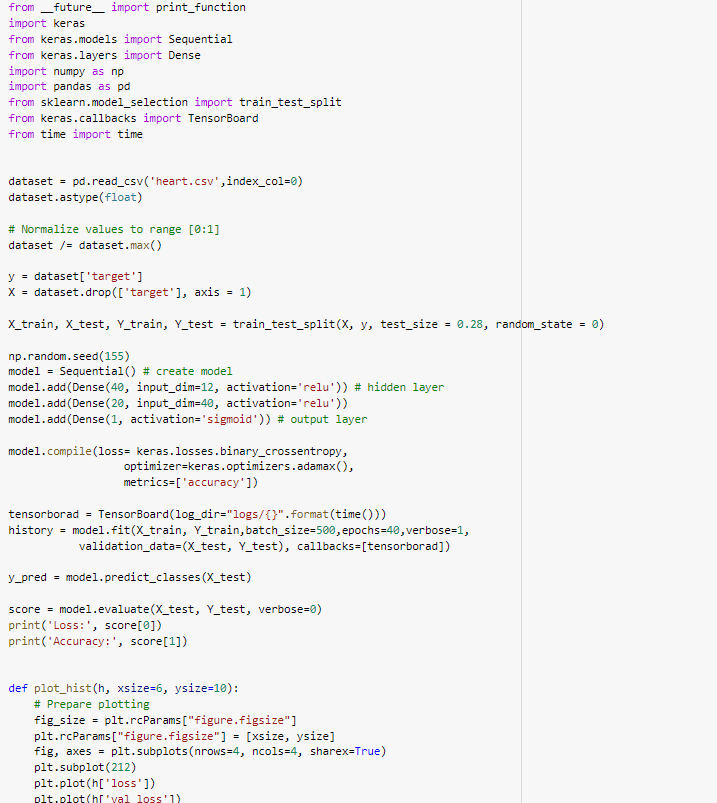 from __future__ import print_function
import keras
from keras.models import Sequential
from keras.layers import Dense
import numpy as np
import pandas as pd
from sklearn.model_selection import train_test_split
from keras.callbacks import TensorBoard
from time import time
dataset = pd.read_csv('heart.csv',index_col=0)
dataset.astype(float)
# Normalize values to range [0:1]
dataset /= dataset.max()
y = dataset['target']
X = dataset.drop(['target'], axis = 1)
X_train, X_test, Y_train, Y_test = train_test_split(X, y, test_size = 0.28, random_state = 0)
np.random.seed(155)
model = Sequential() # create model
model.add(Dense(40, input_dim=12, activation='relu')) # hidden layer
model.add(Dense(20, input_dim=40, activation='relu'))
model.add(Dense(1, activation='sigmoid')) # output layer
model.compile(loss= keras.losses.binary_crossentropy,
optimizer=keras.optimizers.adamax(),
metrics=['accuracy'])
tensorborad = TensorBoard(log_dir="logs/{}".format(time()))
history = model.fit(X_train, Y_train,batch_size=500,epochs=40,verbose=1,
validation_data=(X_test, Y_test), callbacks=[tensorborad])
y_pred = model.predict_classes(X_test)
score = model.evaluate(X_test, Y_test, verbose=0)
print('Loss:', score[0])
print('Accuracy:', score[1])
def plot_hist(h, xsize=6, ysize=10):
# Prepare plotting
fig_size = plt.rcParams["figure.figsize"]
plt.rcParams["figure.figsize"] = [xsize, ysize]
fig, axes = plt.subplots(nrows=4, ncols=4, sharex=True)
plt.subplot(212)
plt.plot(h['loss'])
plt.plot(h['val_loss'])